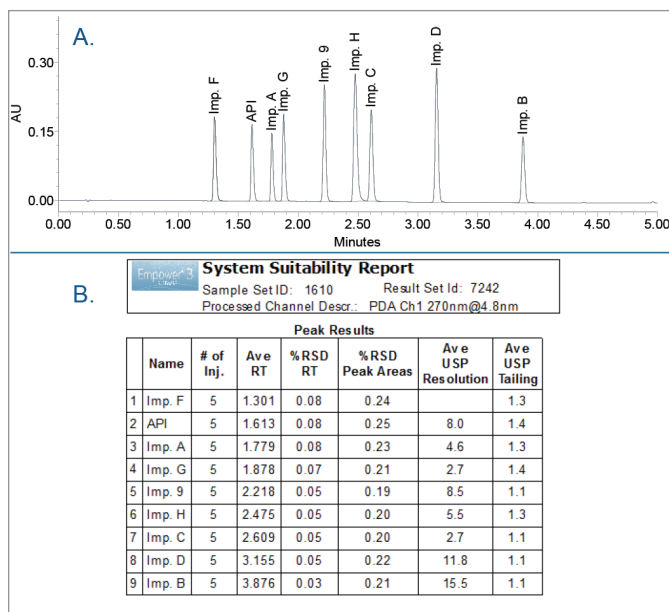 A.
AU
0.30
0.15
0.00
Imp. F
API
Imp. A
Imp. G
Imp. 9
Imp. H
Imp. C
Imp. D
Imp. B
0.00 0.50 1.00 1.50 2.00 2.50 3.00 3.50 4.00 4.50 5.00
Minutes
B.
Empower 3
System Suitability Report
Sample Set ID: 1610 Result Set Id: 7242
Processed Channel Descr.: PDA Ch1 270nm@4.8nm
Peak Results
Name # of Inj. Ave RT %RSD RT %RSD Peak Areas Ave USP Resolution Ave USP Tailing
1 Imp. F 5 1.301 0.08 0.24 1.3
2 API 5 1.613 0.08 0.25 8.0 1.4
3 Imp. A 5 1.779 0.08 0.23 4.6 1.3
4 Imp. G 5 1.878 0.07 0.21 2.7 1.4
5 Imp. 9 5 2.218 0.05 0.19 8.5 1.1
6 Imp. H 5 2.475 0.05 0.20 5.5 1.3
7 Imp. C 5 2.609 0.05 0.20 2.7 1.1
8 Imp. D 5 3.155 0.05 0.22 11.8 1.1
9 Imp. B 5 3.876 0.03 0.21 15.5 1.1